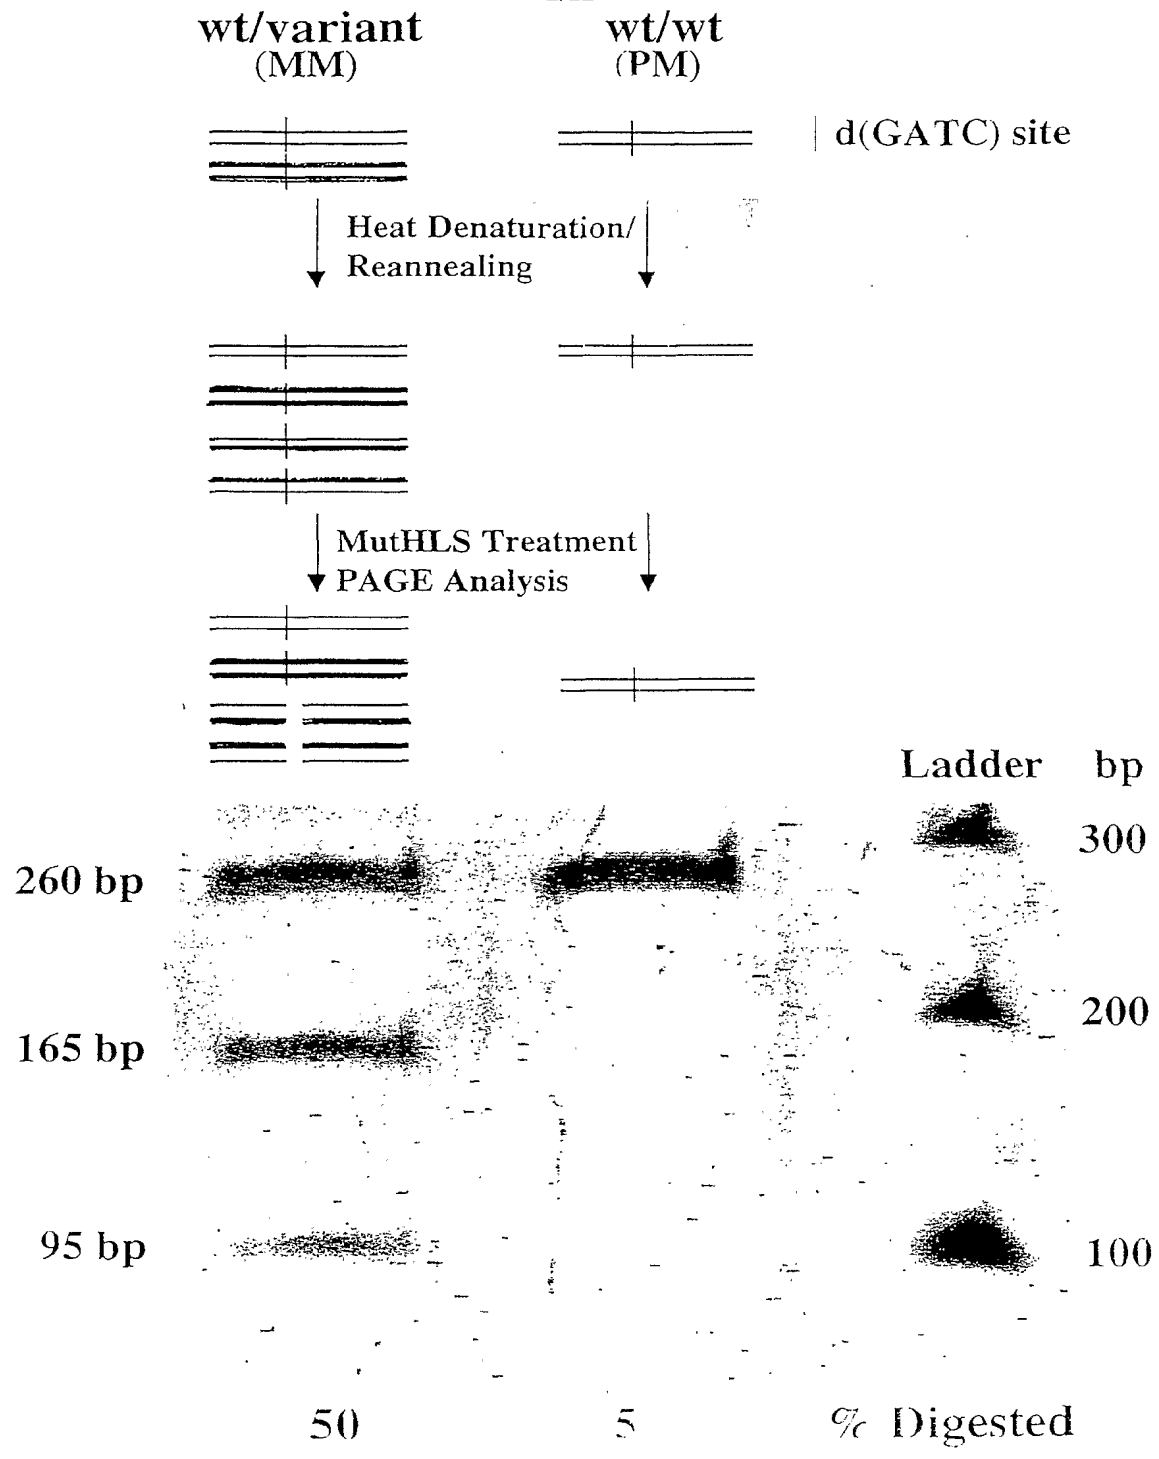 wt/variant
(MM)
wt/wt
(PM)
d(GATC) site
Heat Denaturation/
Reannealing
MutHLS Treatment
PAGE Analysis
Ladder bp
300
260 bp
200
165 bp
95 bp
100
50 5 % Digested